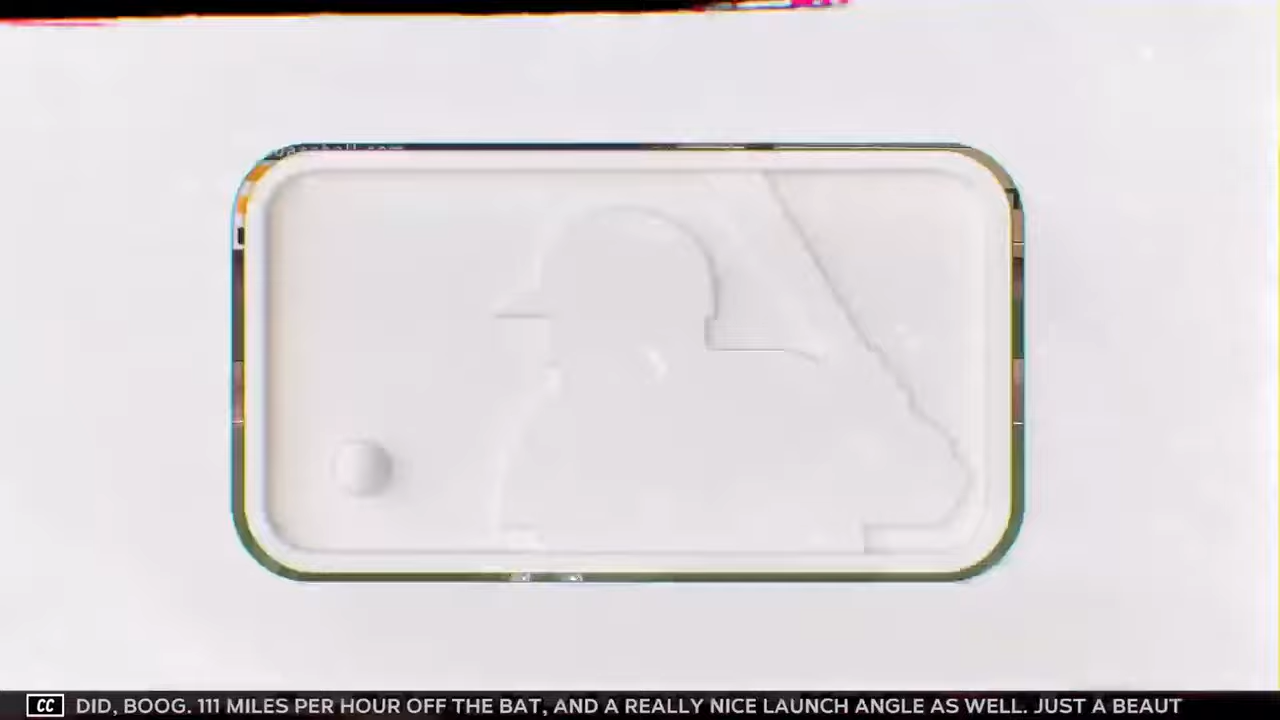 CC DID, BOOG. 111 MILES PER HOUR OFF THE BAT, AND A REALLY NICE LAUNCH ANGLE AS WELL. JUST A BEAUT